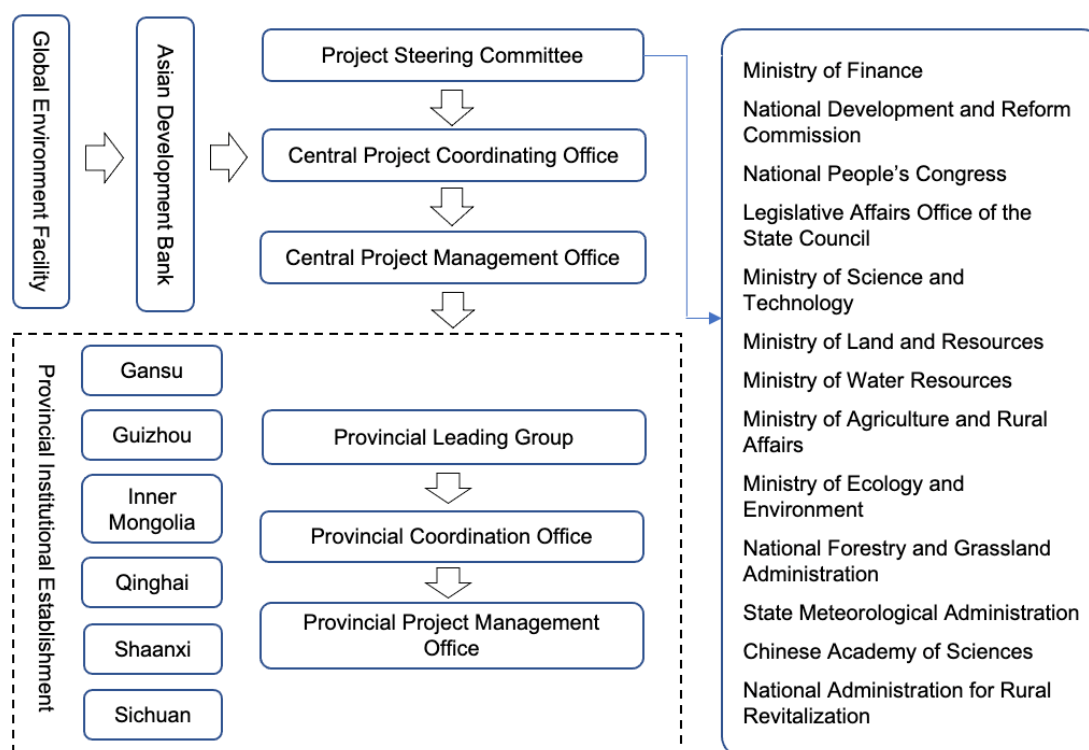 Global Environment Facility
Asian Development Bank
Project Steering Committee
Central Project Coordinating Office
Central Project Management Office
Provincial Institutional Establishment
Gansu
Guizhou
Inner
Mongolia
Qinghai
Shaanxi
Sichuan
Provincial Leading Group
Provincial Coordination Office
Provincial Project Management
Office
Ministry of Finance
National Development and Reform
Commission
National People’s Congress
Legislative Affairs Office of the
State Council
Ministry of Science and
Technology
Ministry of Land and Resources
Ministry of Water Resources
Ministry of Agriculture and Rural
Affairs
Ministry of Ecology and
Environment
National Forestry and Grassland
Administration
State Meteorological Administration
Chinese Academy of Sciences
National Administration for Rural
Revitalization